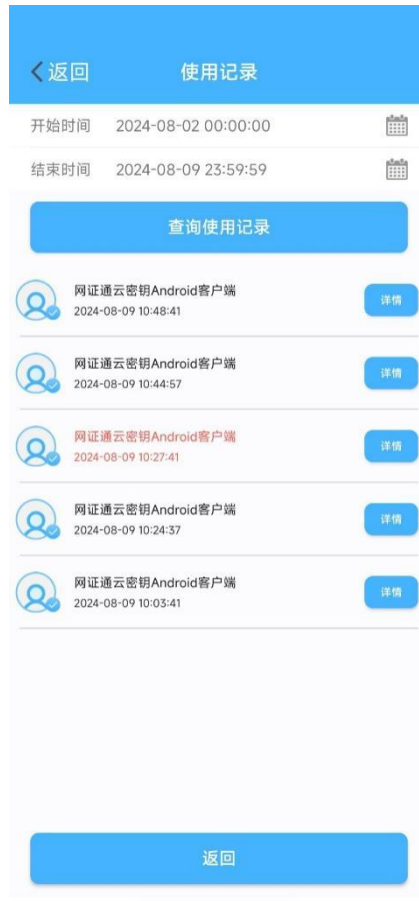 返回 使用记录
开始时间 2024-08-02 00:00:00
结束时间 2024-08-09 23:59:59
查询使用记录
网证通云密钥Android客户端
2024-08-09 10:48:41
详情
网证通云密钥Android客户端
2024-08-09 10:44:57
详情
网证通云密钥Android客户端
2024-08-09 10:27:41
详情
网证通云密钥Android客户端
2024-08-09 10:24:37
详情
网证通云密钥Android客户端
2024-08-09 10:03:41
详情
返回